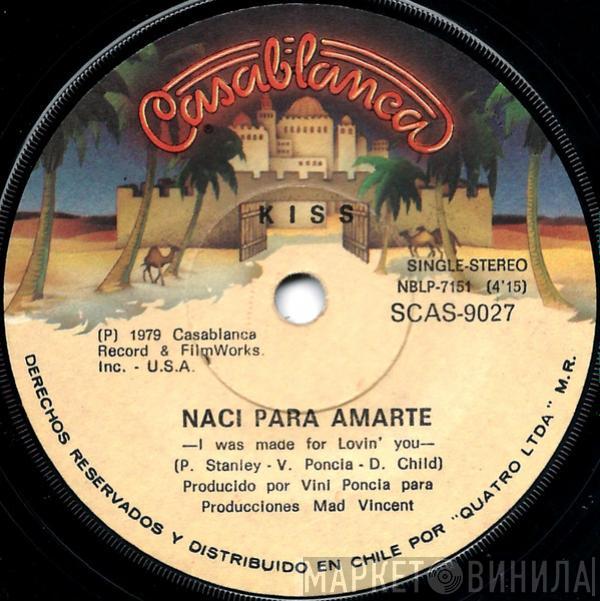 Casablanca
KISS
SINGLE-STEREO
NBLP-7151 (4'15)
SCAS-9027
(P) 1979 Casablanca
Record & FilmWorks.
Inc. - U.S.A.
NACI PARA AMARTE
—I was made for Lovin' you—
(P. Stanley - V. Poncia - D. Child)
Producido por Vini Poncia para
Producciones Mad Vincent
DERECHOS RESERVADOS Y DISTRIBUIDO EN CHILE POR "QUATRO LTDA" M.R.
МАРКЕТ ВИНИЛА